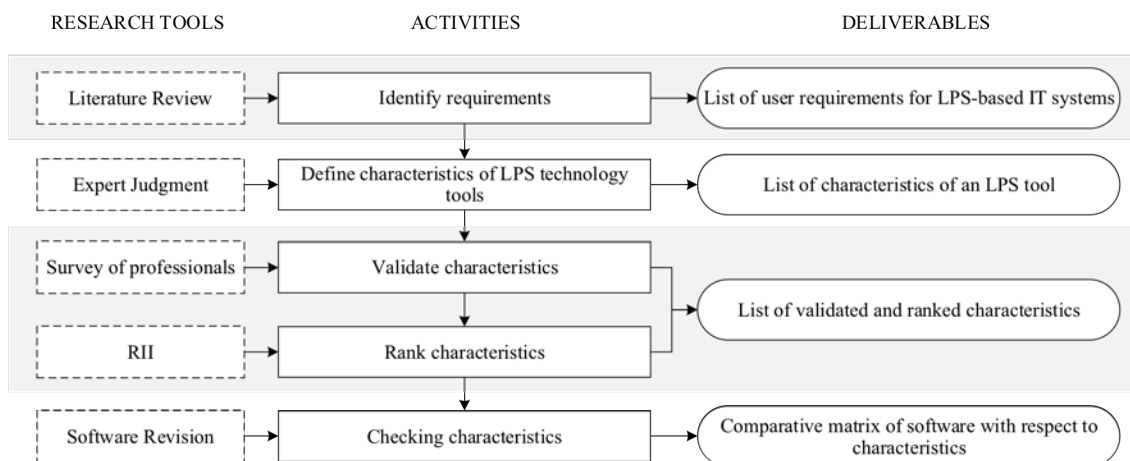 RESEARCH TOOLS
ACTIVITIES
DELIVERABLES
Literature Review
Identify requirements
List of user requirements for LPS-based IT systems
Expert Judgment
Define characteristics of LPS technology
tools
List of characteristics of an LPS tool
Survey of professionals
Validate characteristics
List of validated and ranked characteristics
RII
Rank characteristics
Software Revision
Checking characteristics
Comparative matrix of software with respect to
characteristics